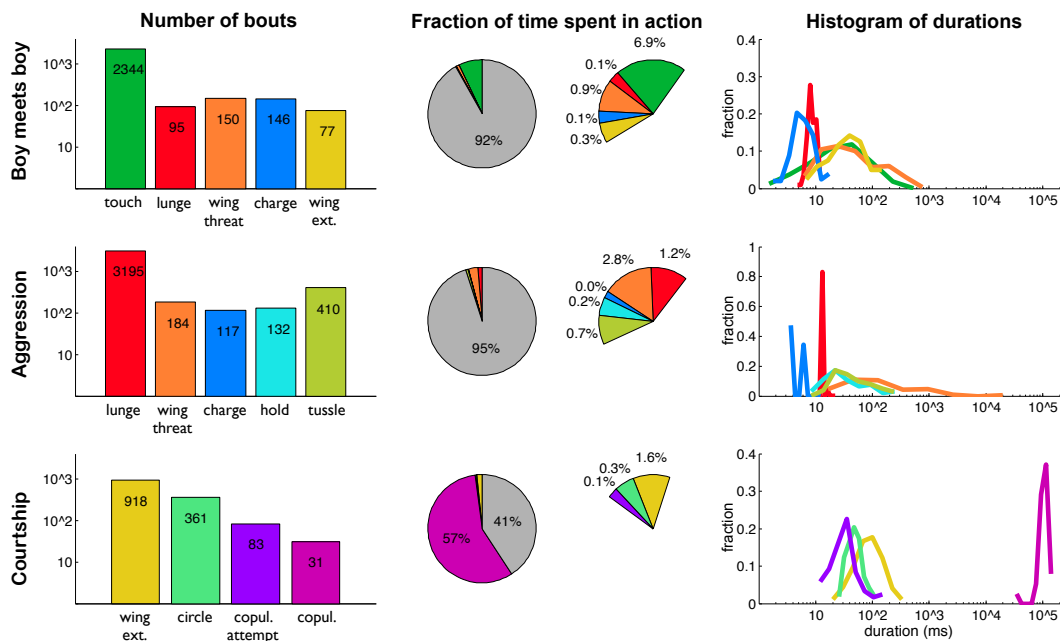 Number of bouts
Fraction of time spent in action
Histogram of durations
Boy meets boy
10^3
10^2
10
2344
95
150
146
77
touch
lunge
wing threat
charge
wing ext.
92%
6.9%
0.1%
0.9%
0.1%
0.3%
fraction
0.4
0.3
0.2
0.1
0
10
10^2
10^3
10^4
10^5
Aggression
10^3
10^2
10
3195
184
117
132
410
lunge
wing threat
charge
hold
tussle
95%
1.2%
2.8%
0.0%
0.2%
0.7%
fraction
1
0.8
0.6
0.4
0.2
0
10
10^2
10^3
10^4
10^5
Courtship
10^3
10^2
10
918
361
83
31
wing ext.
circle
copul. attempt
copul.
41%
57%
1.6%
0.3%
0.1%
fraction
0.4
0.3
0.2
0.1
0
10
10^2
10^3
10^4
10^5
duration (ms)